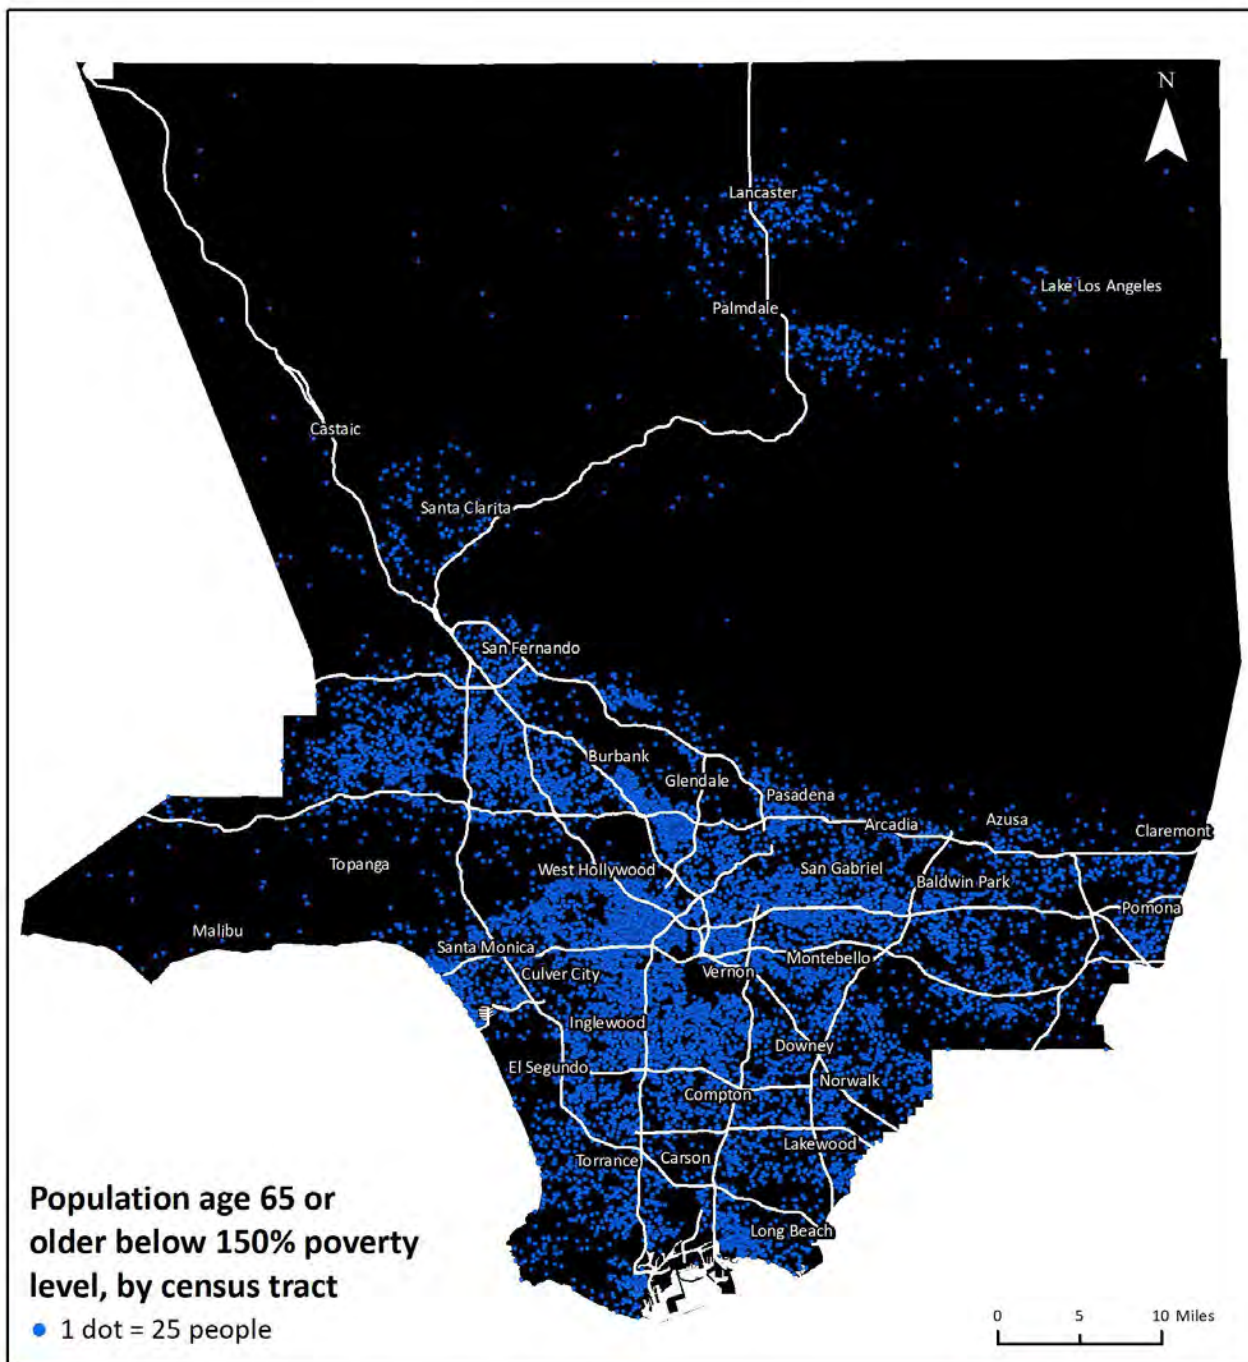 N
Lancaster
Lake Los Angeles
Palmdale
Castaic
Santa Clarita
San Fernando
Burbank
Glendale
Pasadena
Azusa
Arcadia
Claremont
Topanga
West Hollywood
San Gabriel
Baldwin Park
Pomona
Malibu
Santa Monica
Montebello
Culver City
Vernon
Inglewood
Downey
El Segundo
Norwalk
Compton
Lakewood
Torrance
Carson
Long Beach
Population age 65 or
older below 150% poverty
level, by census tract
1 dot = 25 people
0 5 10 Miles